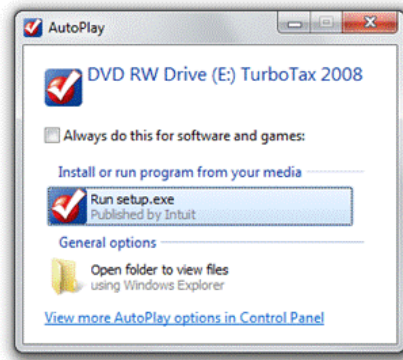 AutoPlay
DVD RW Drive (E:) TurboTax 2008
Always do this for software and games:
Install or run program from your media
Run setup.exe
Published by Intuit
General options
Open folder to view files
using Windows Explorer
View more AutoPlay options in Control Panel